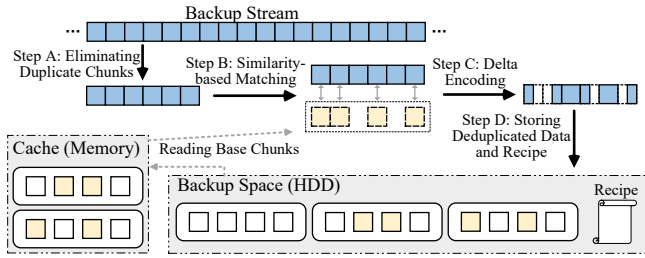 Backup Stream
... ...
Step A: Eliminating
Duplicate Chunks
Step B: Similarity-
based Matching
Step C: Delta
Encoding
Step D: Storing
Deduplicated Data
and Recipe
Cache (Memory)
Reading Base Chunks
Backup Space (HDD)
Recipe